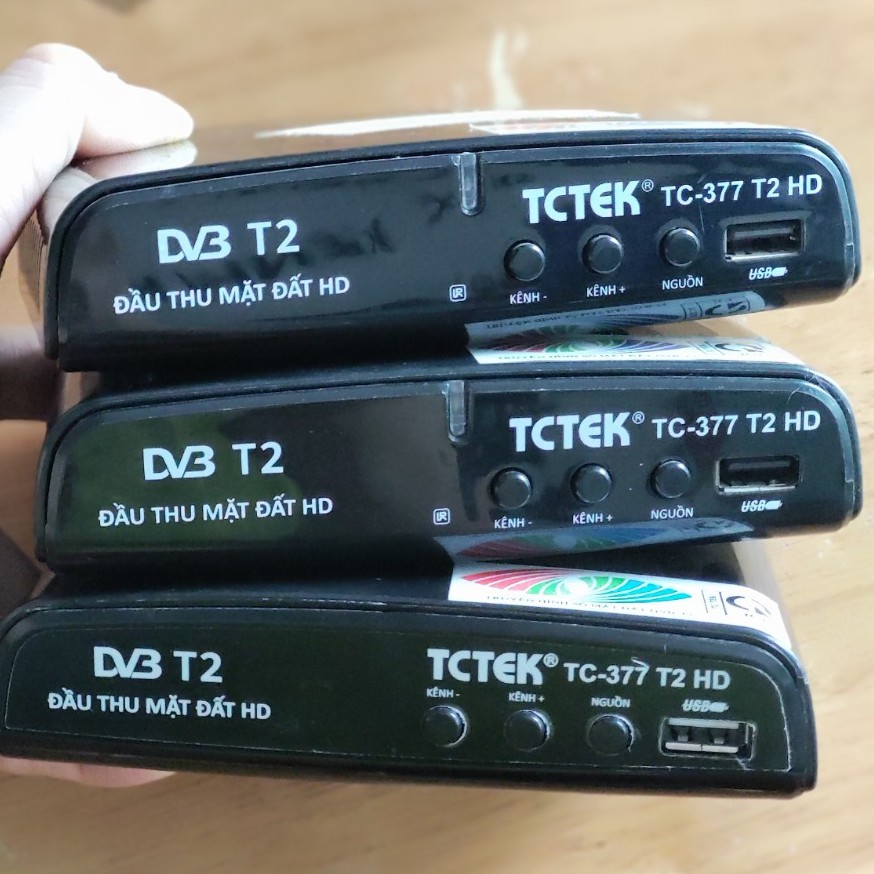 TCTEK® TC-377 T2 HD
DVB T2
KÊNH - KÊNH + NGUỒN USB
ĐẦU THU MẶT ĐẤT HD IR
TCTEK® TC-377 T2 HD
DVB T2
KÊNH - KÊNH + NGUỒN USB
ĐẦU THU MẶT ĐẤT HD IR
TCTEK® TC-377 T2 HD
DVB T2
KÊNH - KÊNH + NGUỒN USB
ĐẦU THU MẶT ĐẤT HD